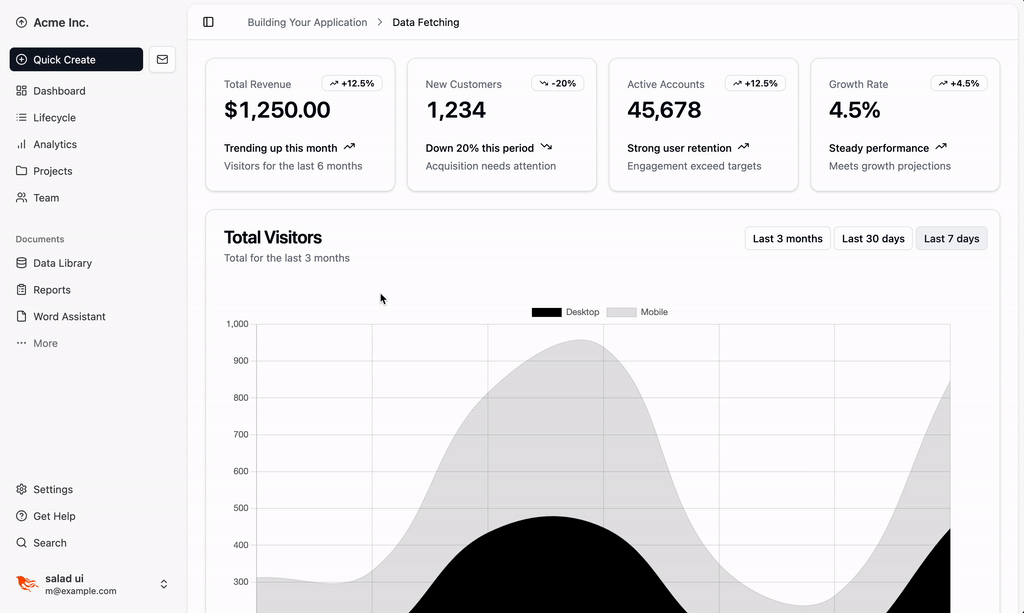 Acme Inc.
Quick Create
Dashboard
Lifecycle
Analytics
Projects
Team
Documents
Data Library
Reports
Word Assistant
More
Settings
Get Help
Search
salad ui
m@example.com
Building Your Application > Data Fetching
Total Revenue +12.5%
$1,250.00
Trending up this month
Visitors for the last 6 months
New Customers -20%
1,234
Down 20% this period
Acquisition needs attention
Active Accounts +12.5%
45,678
Strong user retention
Engagement exceed targets
Growth Rate +4.5%
4.5%
Steady performance
Meets growth projections
Total Visitors
Total for the last 3 months
Last 3 months Last 30 days Last 7 days
Desktop Mobile
1,000
900
800
700
600
500
400
300